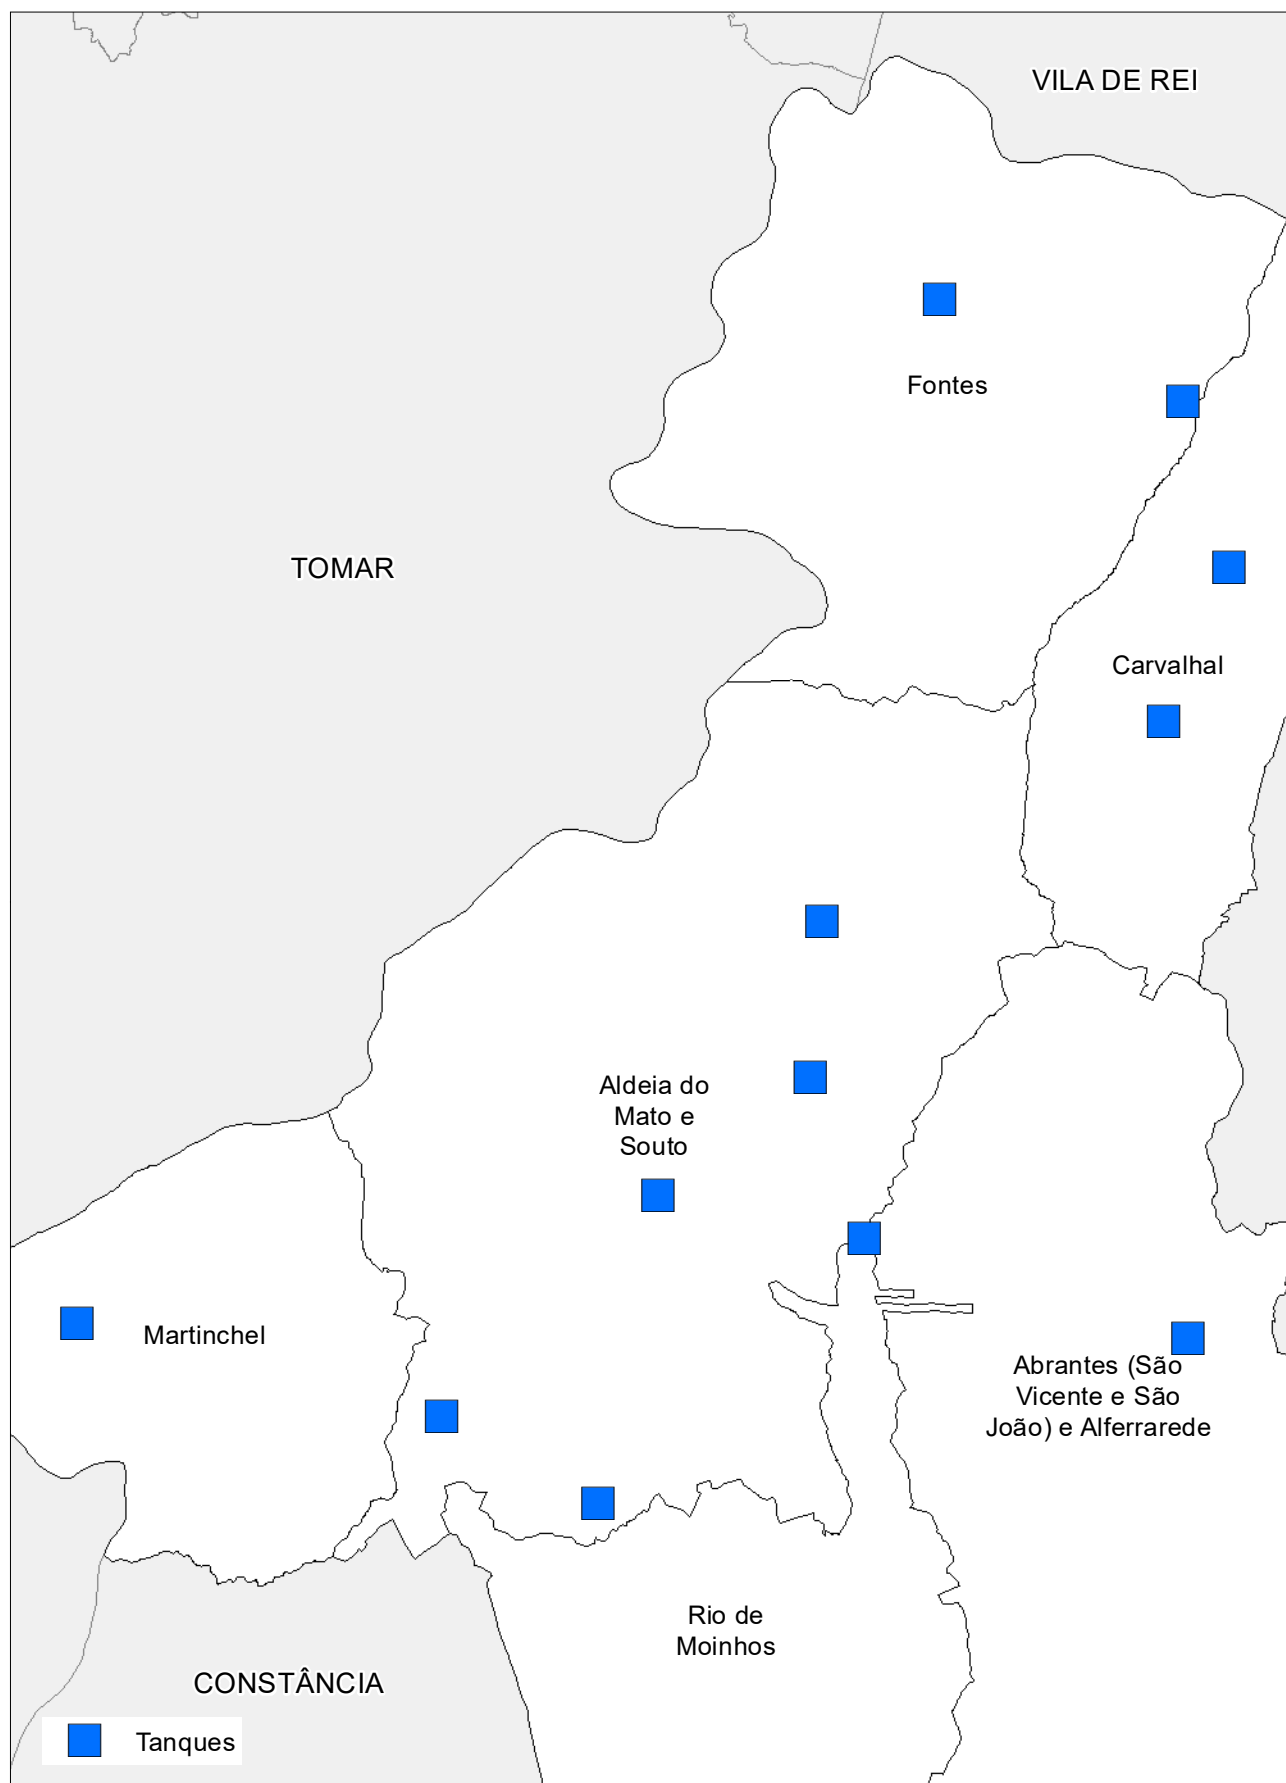 VILA DE REI
Fontes
TOMAR
Carvalhal
Aldeia do
Mato e
Souto
Martinchel
Abrantes (São
Vicente e São
João) e Alferrarede
Rio de
Moinhos
CONSTÂNCIA
Tanques